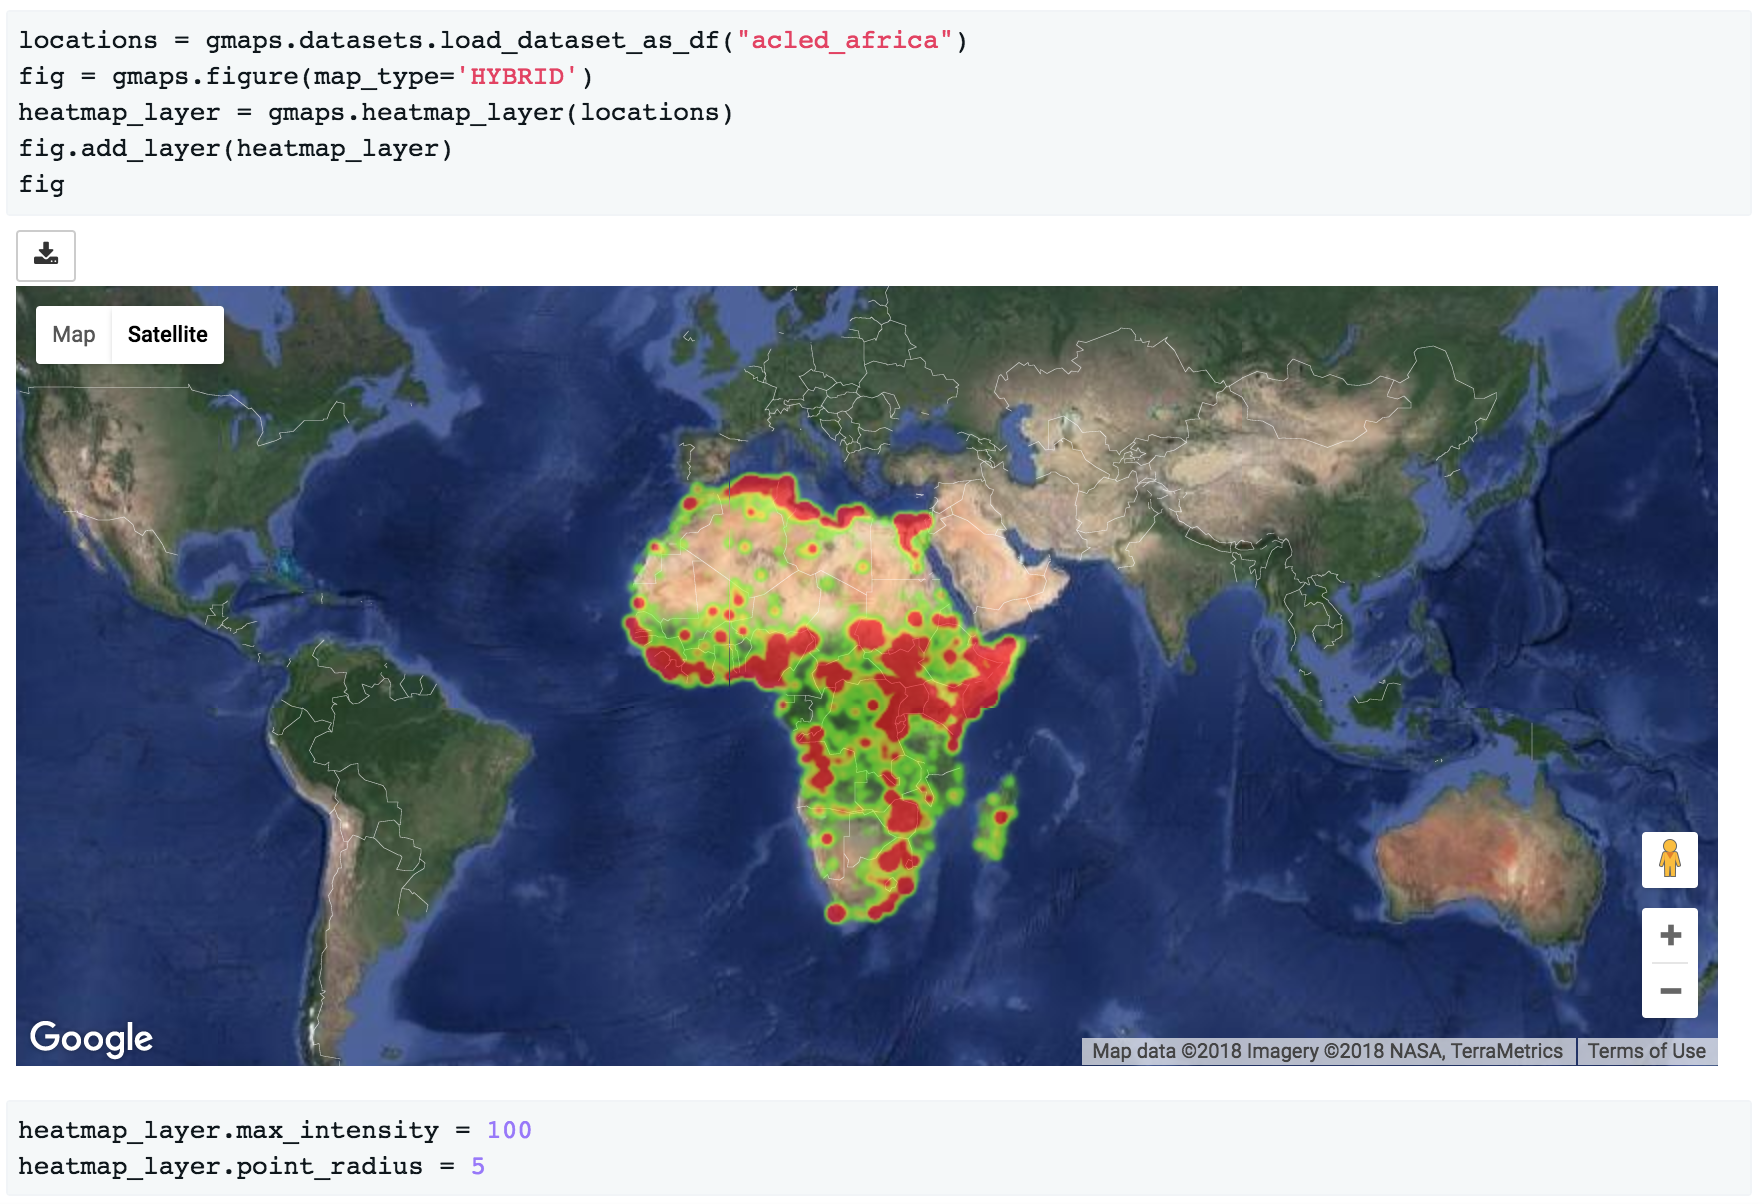 locations = gmaps.datasets.load_dataset_as_df("acled_africa")
fig = gmaps.figure(map_type='HYBRID')
heatmap_layer = gmaps.heatmap_layer(locations)
fig.add_layer(heatmap_layer)
fig
Map Satellite
Google
Map data ©2018 Imagery ©2018 NASA, TerraMetrics Terms of Use
heatmap_layer.max_intensity = 100
heatmap_layer.point_radius = 5